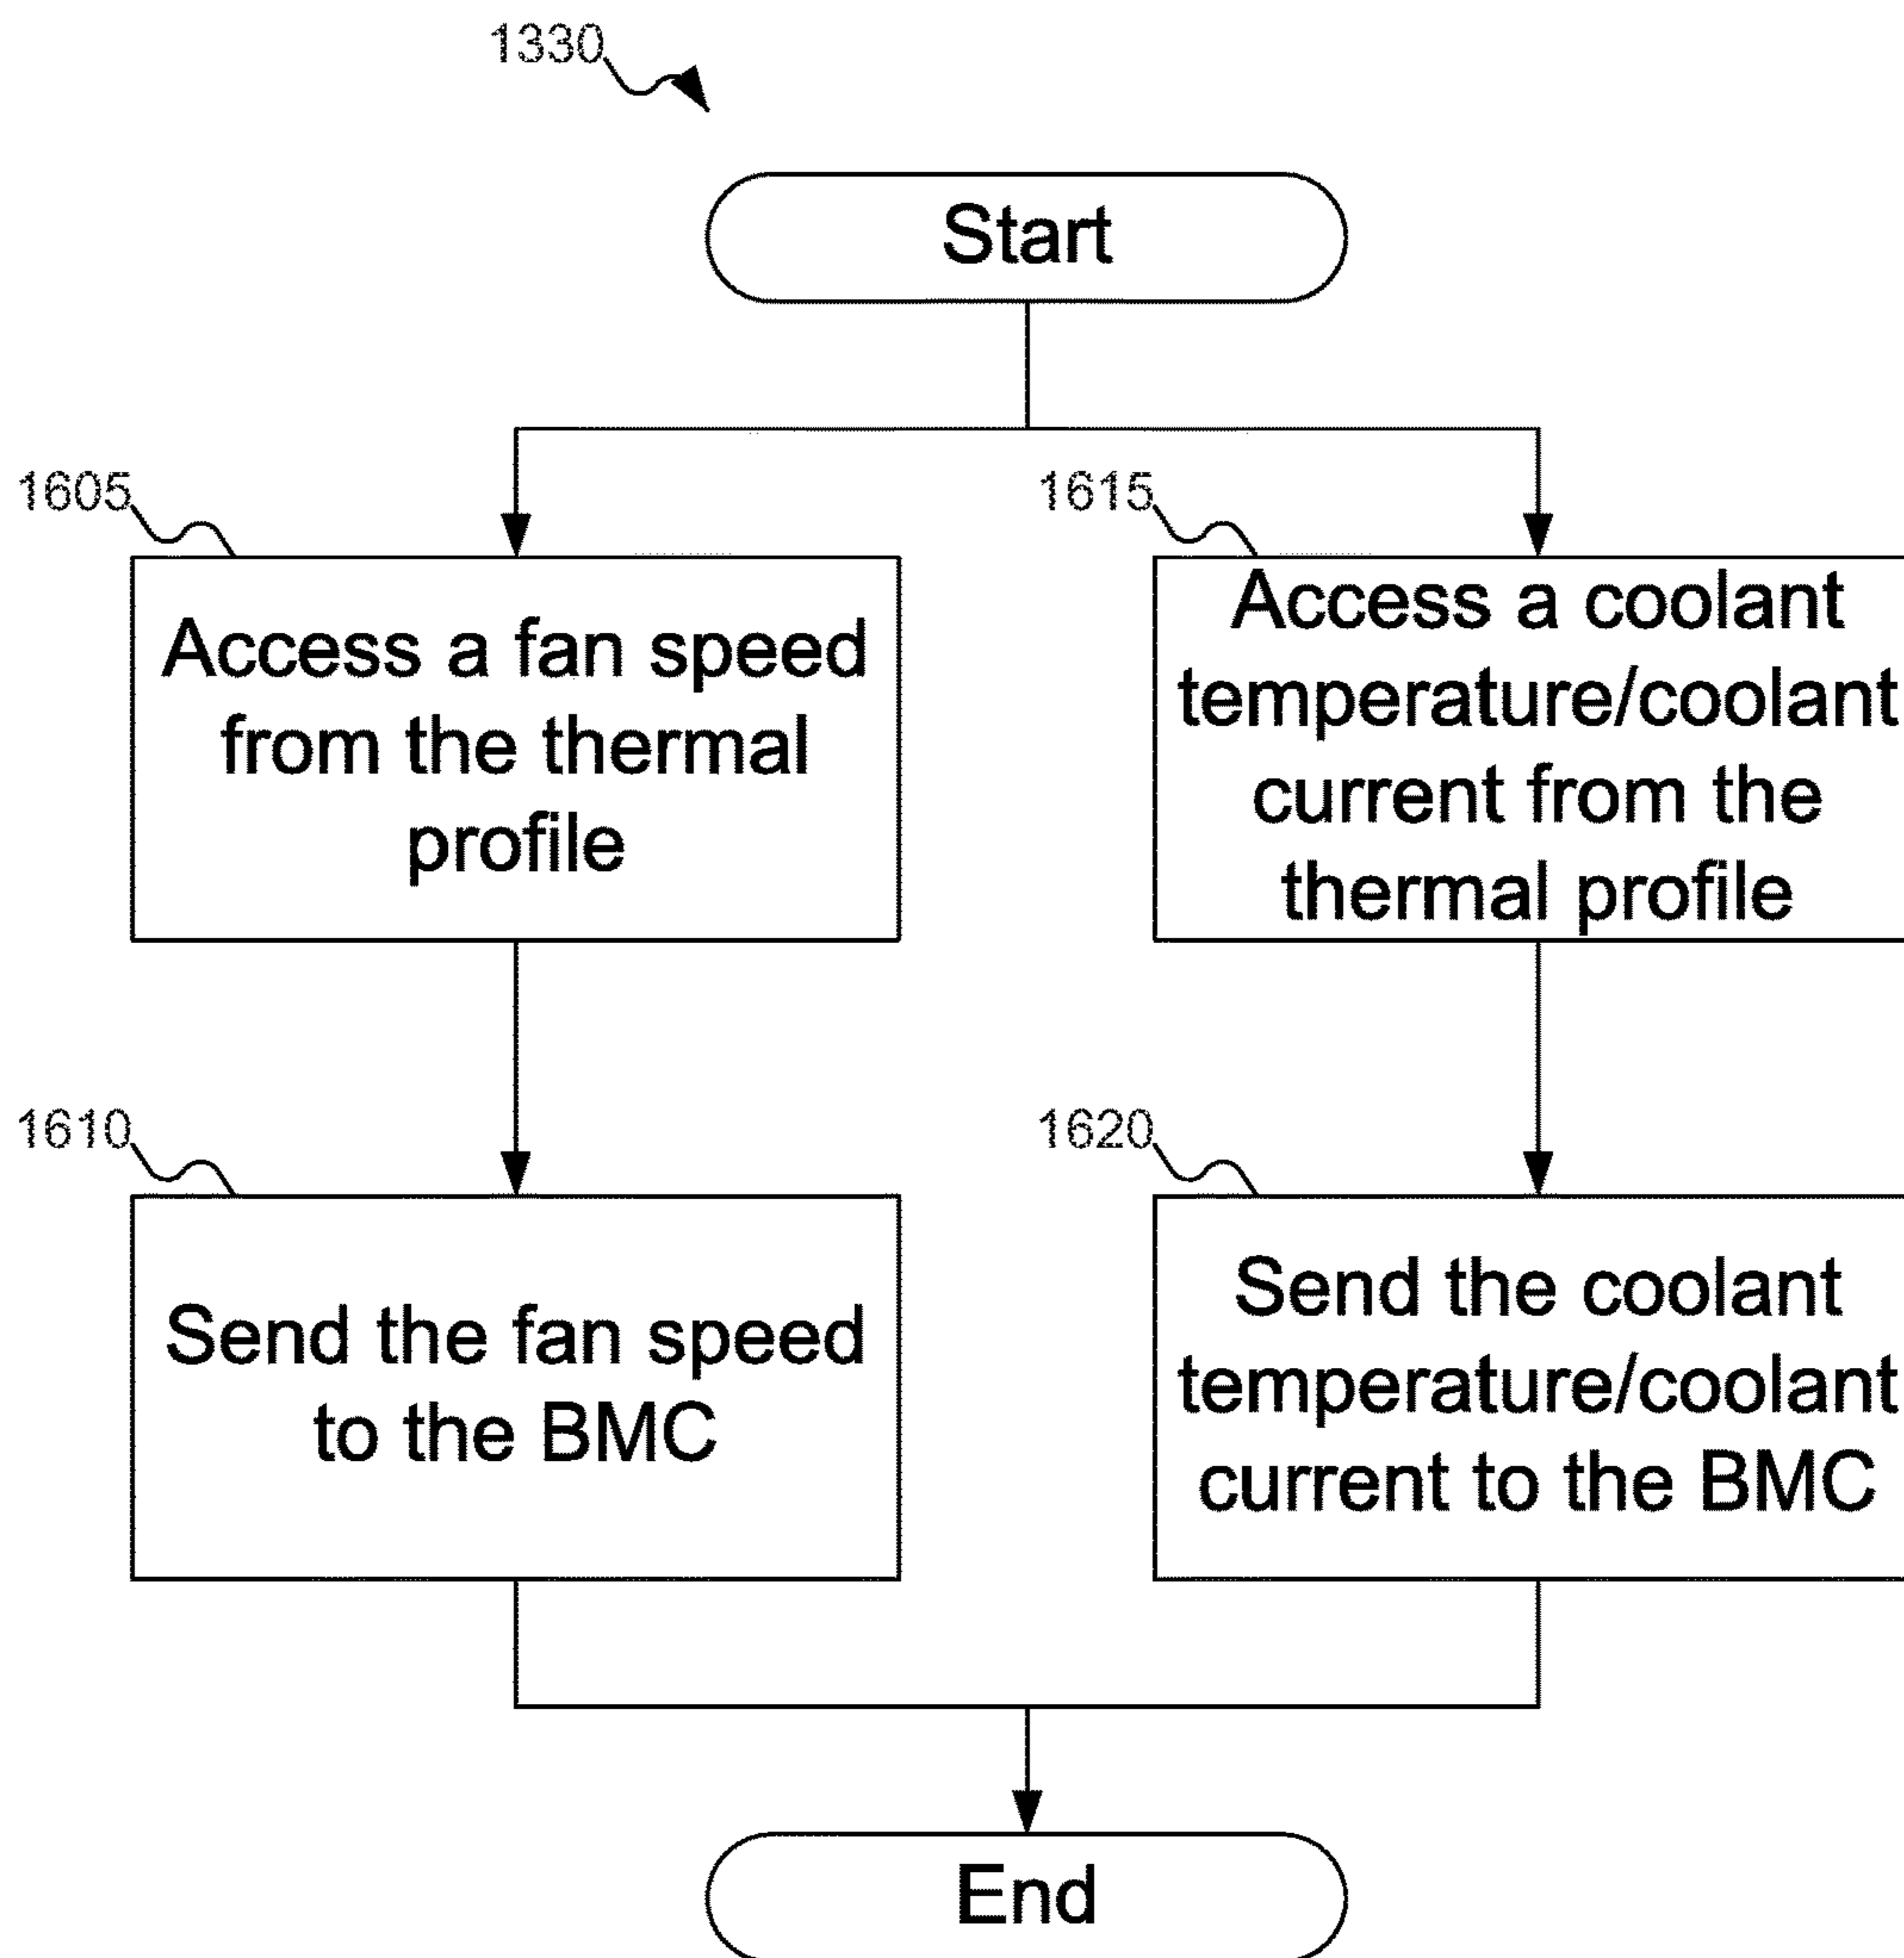 1330
Start
1605
Access a fan speed
from the thermal
profile
1615
Access a coolant
temperature/coolant
current from the
thermal profile
1610
Send the fan speed
to the BMC
1620
Send the coolant
temperature/coolant
current to the BMC
End